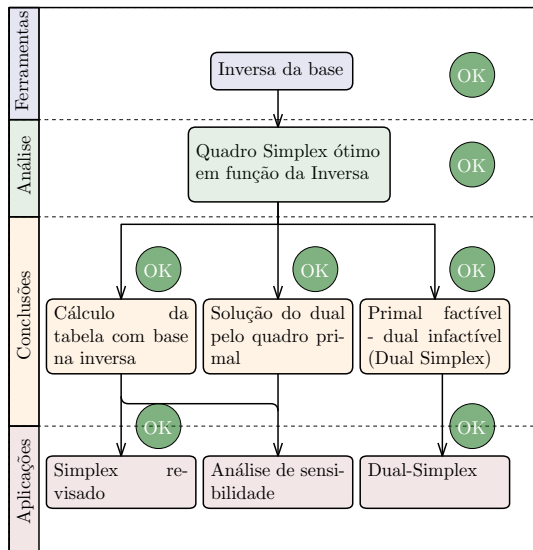 Ferramentas
Inversa da base
OK
Análise
Quadro Simplex ótimo
em função da Inversa
OK
Conclusões
OK
OK
OK
Cálculo da
tabela com base
na inversa
Solução do dual
pelo quadro pri-
mal
Primal factível
- dual infactível
(Dual Simplex)
Aplicações
OK
OK
Simplex re-
visado
Análise de sensi-
bilidade
Dual-Simplex